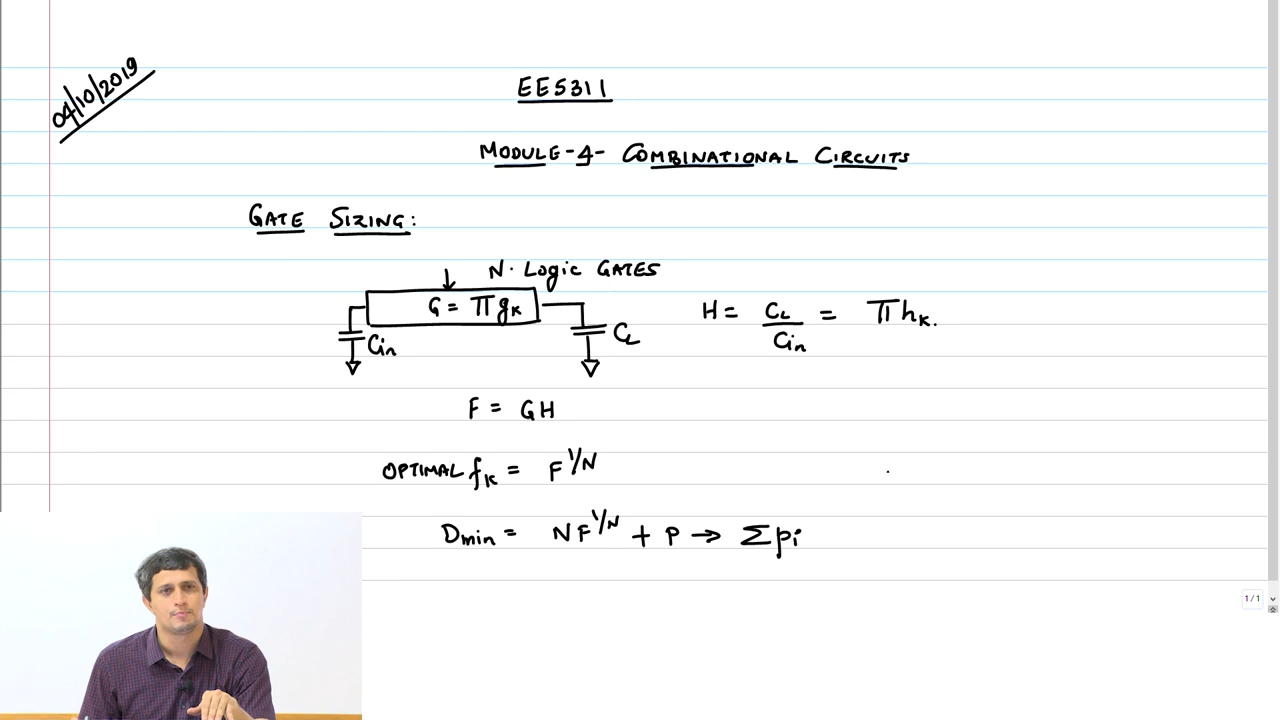 04/10/2019
EE5311
MODULE-4- COMBINATIONAL CIRCUITS
GATE SIZING:
N. Logic GATES
G = Πgₖ
Cin
CL
H = CL/Cin = Πhₖ.
F = GH
OPTIMAL fₖ = F^1/N
Dmin = NF^1/N + P → Σpi
1/1